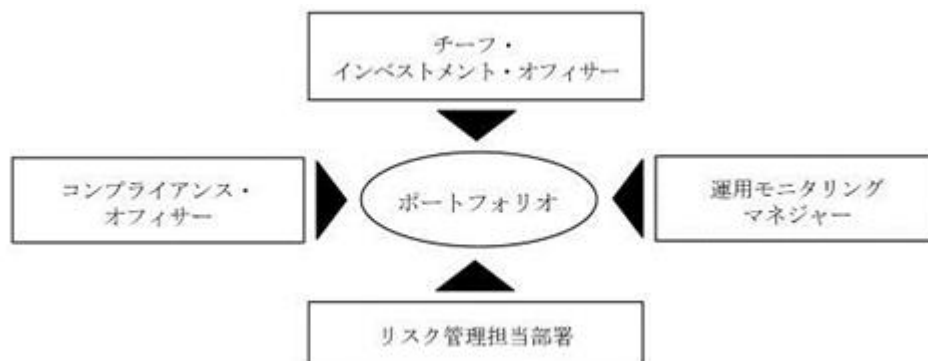 チーフ・
インベストメント・オフィサー
コンプライアンス・
オフィサー
ポートフォリオ
運用モニタリング
マネジャー
リスク管理担当部署